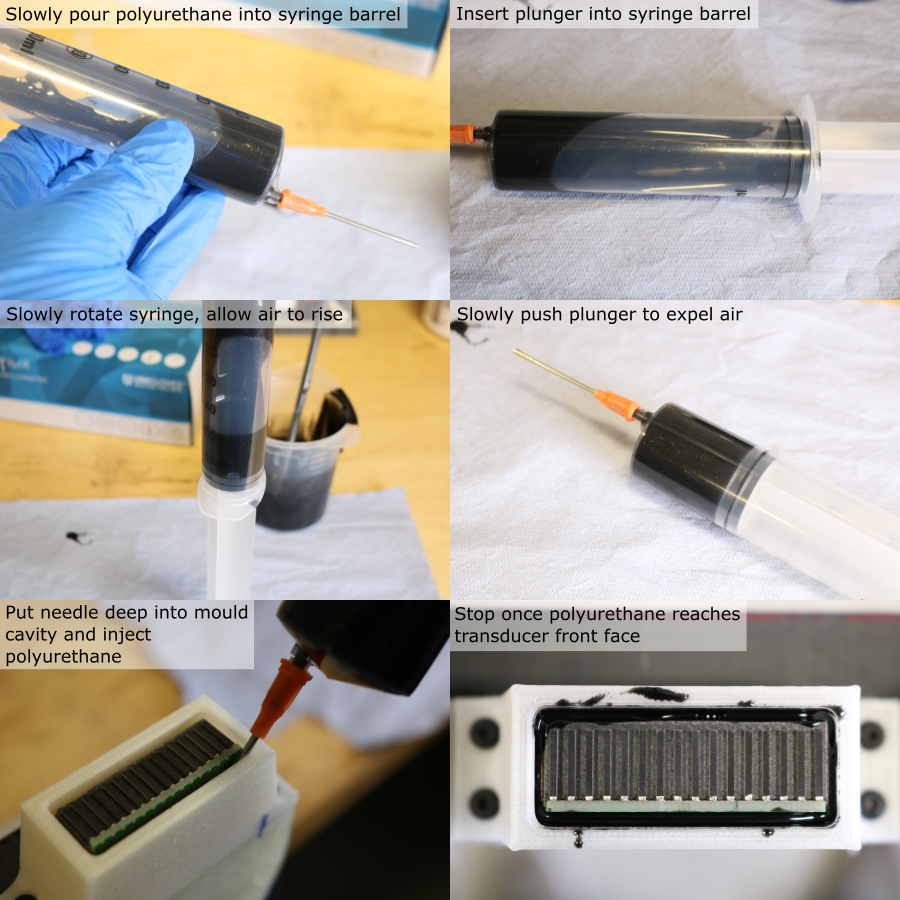 Slowly pour polyurethane into syringe barrel
Insert plunger into syringe barrel
Slowly rotate syringe, allow air to rise
Slowly push plunger to expel air
Put needle deep into mould
cavity and inject
polyurethane
Stop once polyurethane reaches
transducer front face